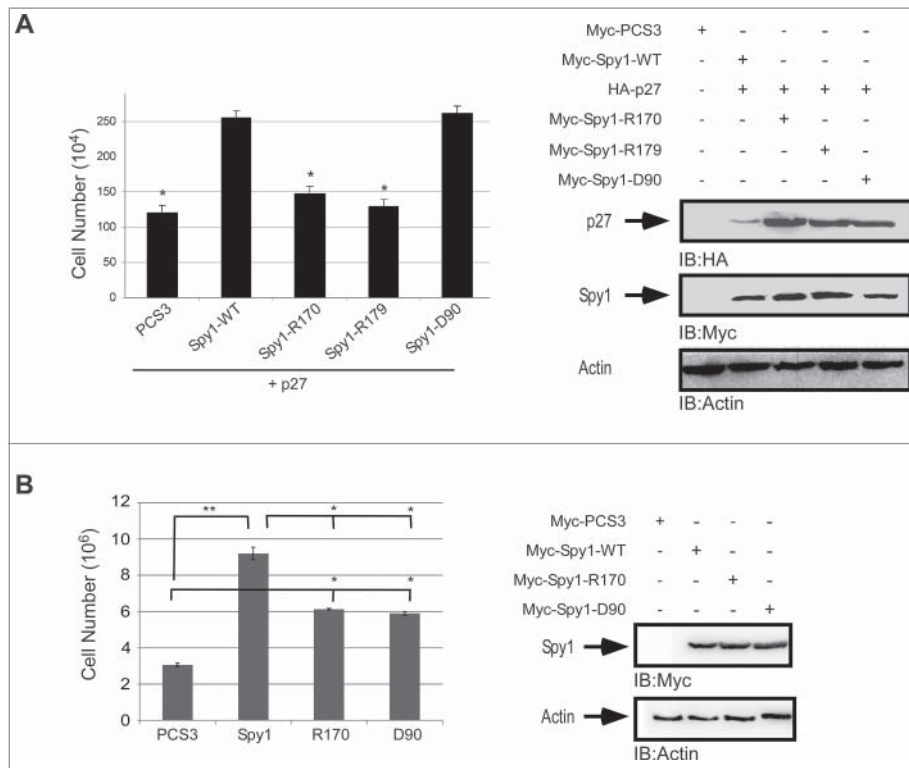 A
Cell Number (10⁴)
250
200
150
100
50
0
* * *
PCS3 Spy1-WT Spy1-R170 Spy1-R179 Spy1-D90
+ p27
Myc-PCS3 + - - - -
Myc-Spy1-WT - + - - -
HA-p27 - + + + +
Myc-Spy1-R170 - - + - -
Myc-Spy1-R179 - - - + -
Myc-Spy1-D90 - - - - +
p27
IB:HA
Spy1
IB:Myc
Actin
IB:Actin
B
Cell Number (10⁶)
12
10
8
6
4
2
0
** * *
* *
PCS3 Spy1 R170 D90
Myc-PCS3 + - - -
Myc-Spy1-WT - + - -
Myc-Spy1-R170 - - + -
Myc-Spy1-D90 - - - +
Spy1
IB:Myc
Actin
IB:Actin